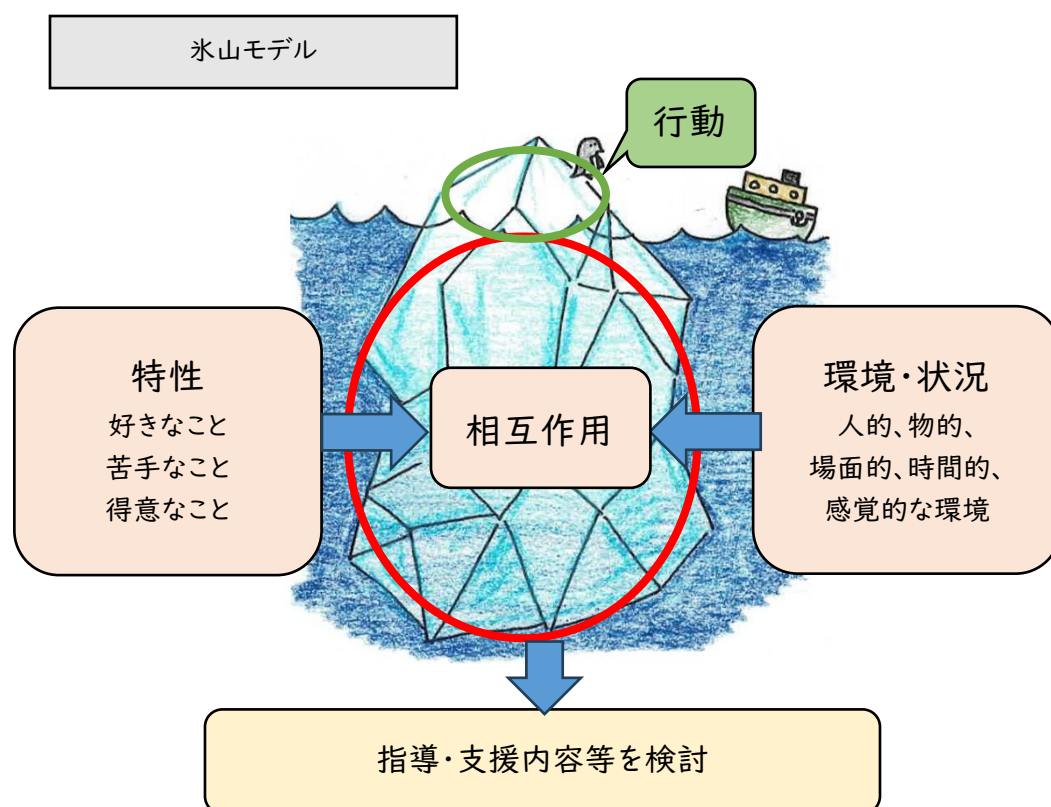 氷山モデル
行動
特性
好きなこと
苦手なこと
得意なこと
相互作用
環境・状況
人的、物的、
場面的、時間的、
感覚的な環境
指導・支援内容等を検討